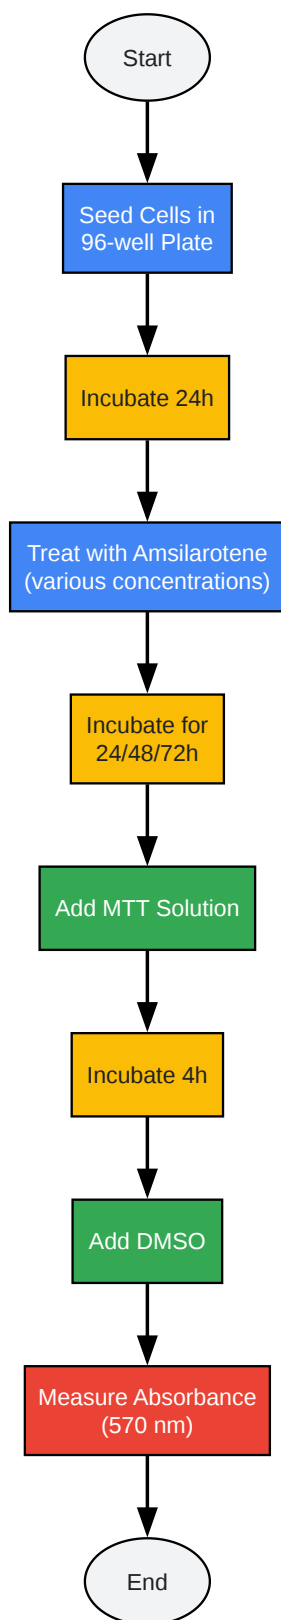 Start
Seed Cells in
96-well Plate
Incubate 24h
Treat with Amsilarotene
(various concentrations)
Incubate for
24/48/72h
Add MTT Solution
Incubate 4h
Add DMSO
Measure Absorbance
(570 nm)
End